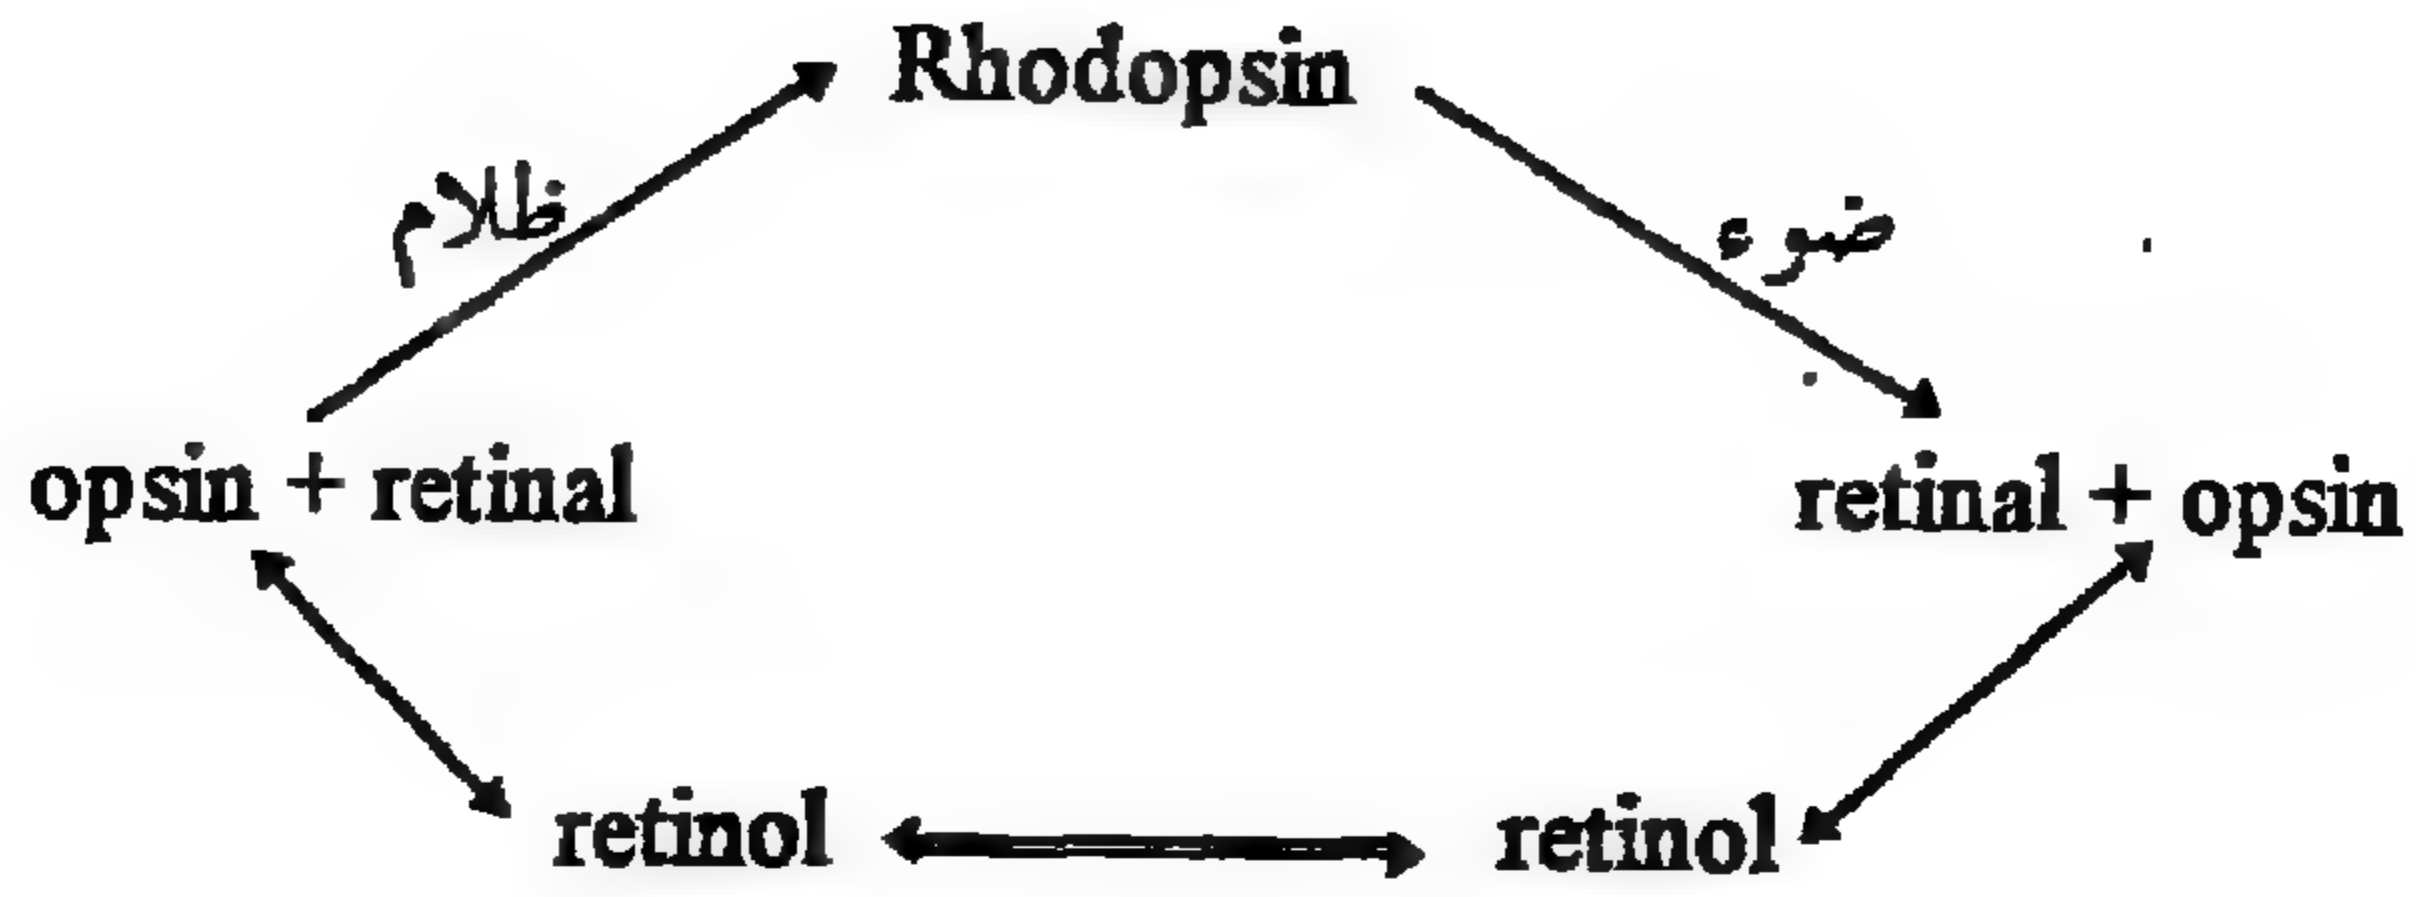 Rhodopsin
ظلام
ضوء
opsin + retinal
retinal + opsin
retinol
retinol